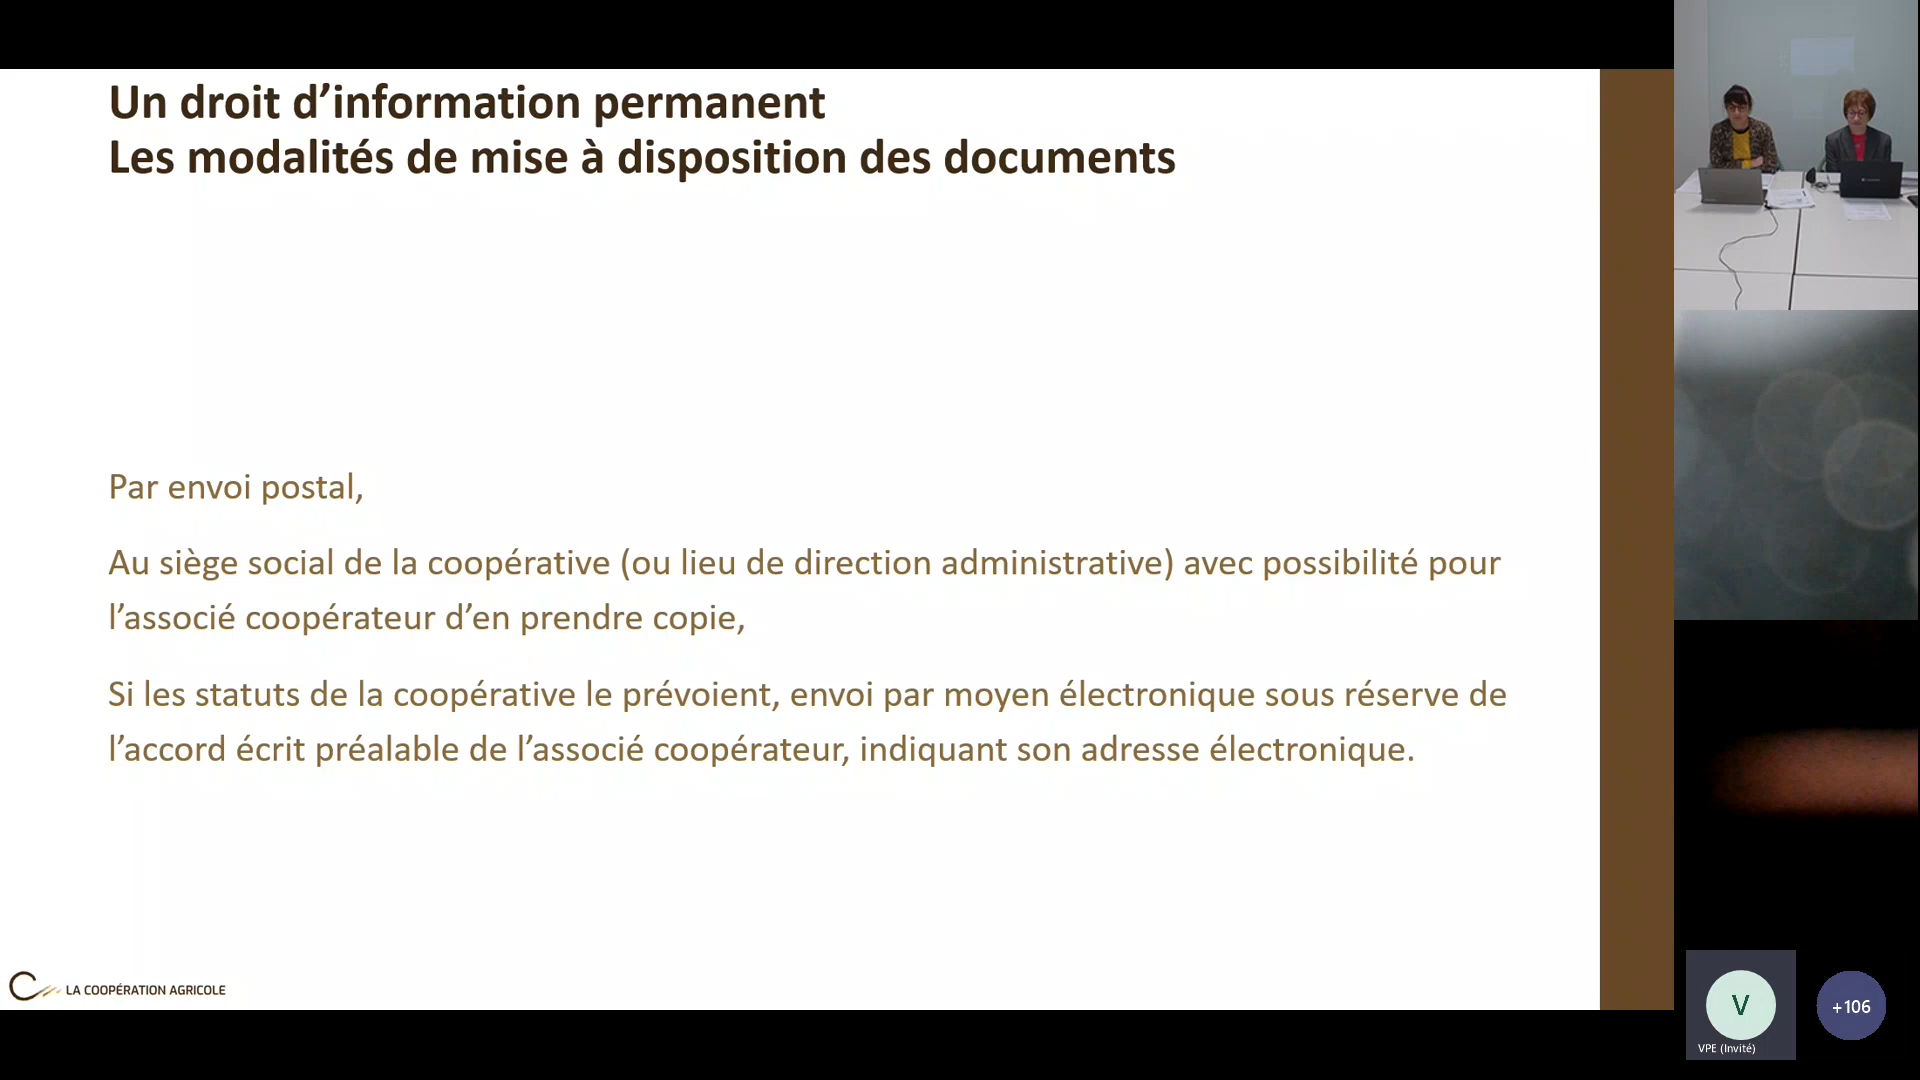 Un droit d’information permanent
Les modalités de mise à disposition des documents
Par envoi postal,
Au siège social de la coopérative (ou lieu de direction administrative) avec possibilité pour
l’associé coopérateur d’en prendre copie,
Si les statuts de la coopérative le prévoient, envoi par moyen électronique sous réserve de
l’accord écrit préalable de l’associé coopérateur, indiquant son adresse électronique.
LA COOPÉRATION AGRICOLE
V
VPE (Invité)
+106